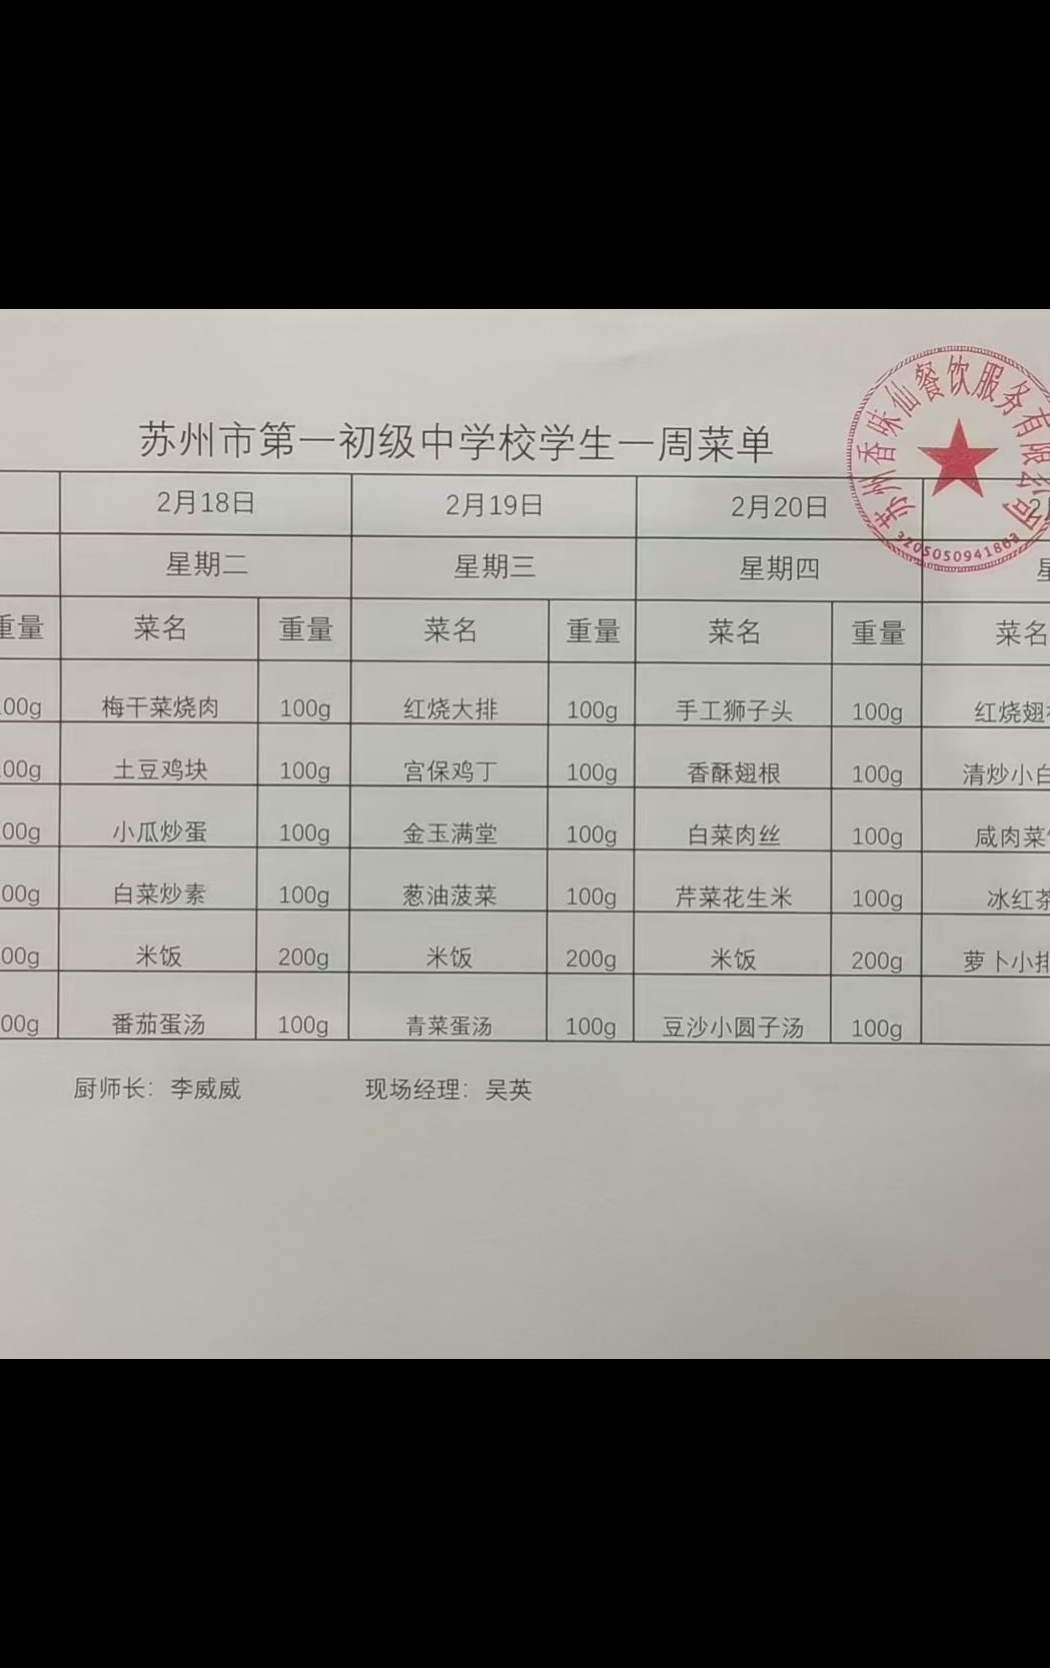 苏州香味仙餐饮服务有限公司
3205050941863
苏州市第一初级中学校学生一周菜单
2月18日 2月19日 2月20日
星期二 星期三 星期四
重量 菜名 重量 菜名 重量 菜名 重量 菜名
00g 梅干菜烧肉 100g 红烧大排 100g 手工狮子头 100g 红烧翅
00g 土豆鸡块 100g 宫保鸡丁 100g 香酥翅根 100g 清炒小白
00g 小瓜炒蛋 100g 金玉满堂 100g 白菜肉丝 100g 咸肉菜
00g 白菜炒素 100g 葱油菠菜 100g 芹菜花生米 100g 冰红茶
00g 米饭 200g 米饭 200g 米饭 200g 萝卜小排
00g 番茄蛋汤 100g 青菜蛋汤 100g 豆沙小圆子汤 100g
厨师长：李威威 现场经理：吴英